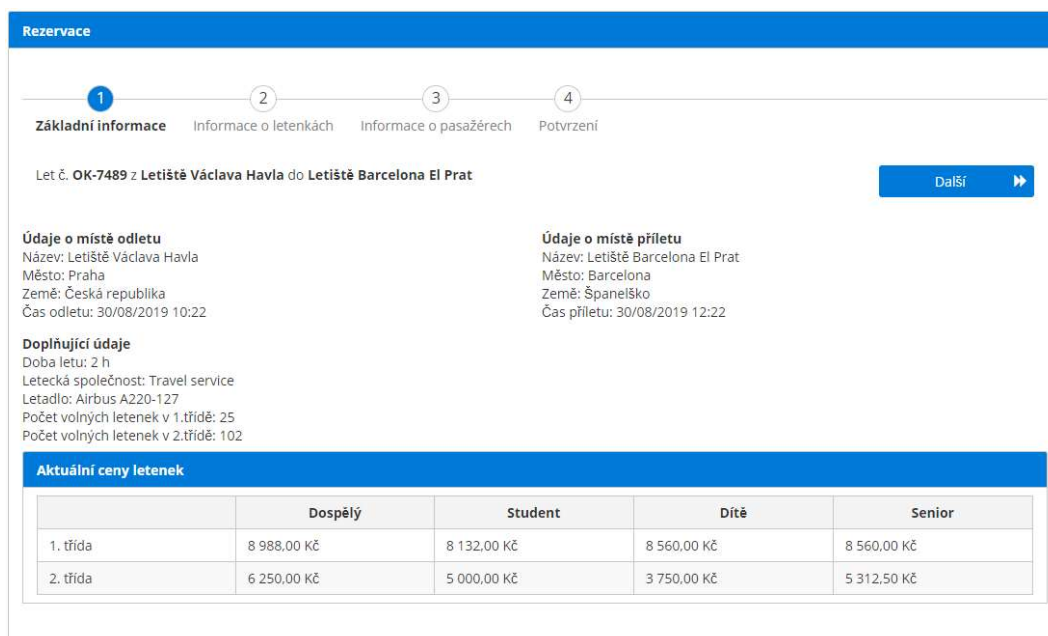 Rezervace
1 2 3 4
Základní informace Informace o letenkách Informace o pasažérech Potvrzení
Let č. OK-7489 z Letiště Václava Havla do Letiště Barcelona El Prat
Další
Údaje o místě odletu
Název: Letiště Václava Havla
Město: Praha
Země: Česká republika
Čas odletu: 30/08/2019 10:22
Údaje o místě příletu
Název: Letiště Barcelona El Prat
Město: Barcelona
Země: Španelško
Čas příletu: 30/08/2019 12:22
Doplňující údaje
Doba letu: 2 h
Letecká společnost: Travel service
Letadlo: Airbus A220-127
Počet volných letenek v 1.třídě: 25
Počet volných letenek v 2.třídě: 102
Aktuální ceny letenek
Dospělý Student Dítě Senior
1. třída 8 988,00 Kč 8 132,00 Kč 8 560,00 Kč 8 560,00 Kč
2. třída 6 250,00 Kč 5 000,00 Kč 3 750,00 Kč 5 312,50 Kč